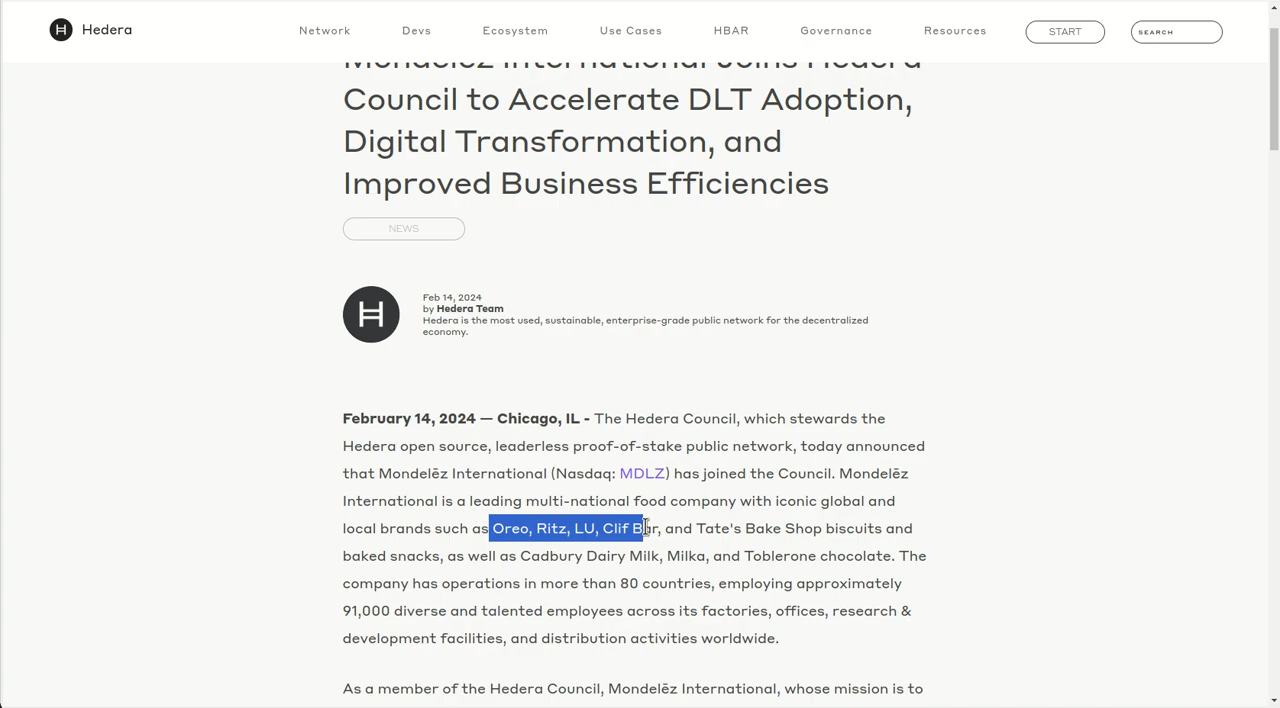 Hedera
Network
Devs
Ecosystem
Use Cases
HBAR
Governance
Resources
START
SEARCH
Mondelēz International Joins Hedera
Council to Accelerate DLT Adoption,
Digital Transformation, and
Improved Business Efficiencies
NEWS
Feb 14, 2024
by Hedera Team
Hedera is the most used, sustainable, enterprise-grade public network for the decentralized
economy.
February 14, 2024 — Chicago, IL - The Hedera Council, which stewards the
Hedera open source, leaderless proof-of-stake public network, today announced
that Mondelēz International (Nasdaq: MDLZ) has joined the Council. Mondelēz
International is a leading multi-national food company with iconic global and
local brands such as Oreo, Ritz, LU, Clif Bar, and Tate's Bake Shop biscuits and
baked snacks, as well as Cadbury Dairy Milk, Milka, and Toblerone chocolate. The
company has operations in more than 80 countries, employing approximately
91,000 diverse and talented employees across its factories, offices, research &
development facilities, and distribution activities worldwide.
As a member of the Hedera Council, Mondelēz International, whose mission is to